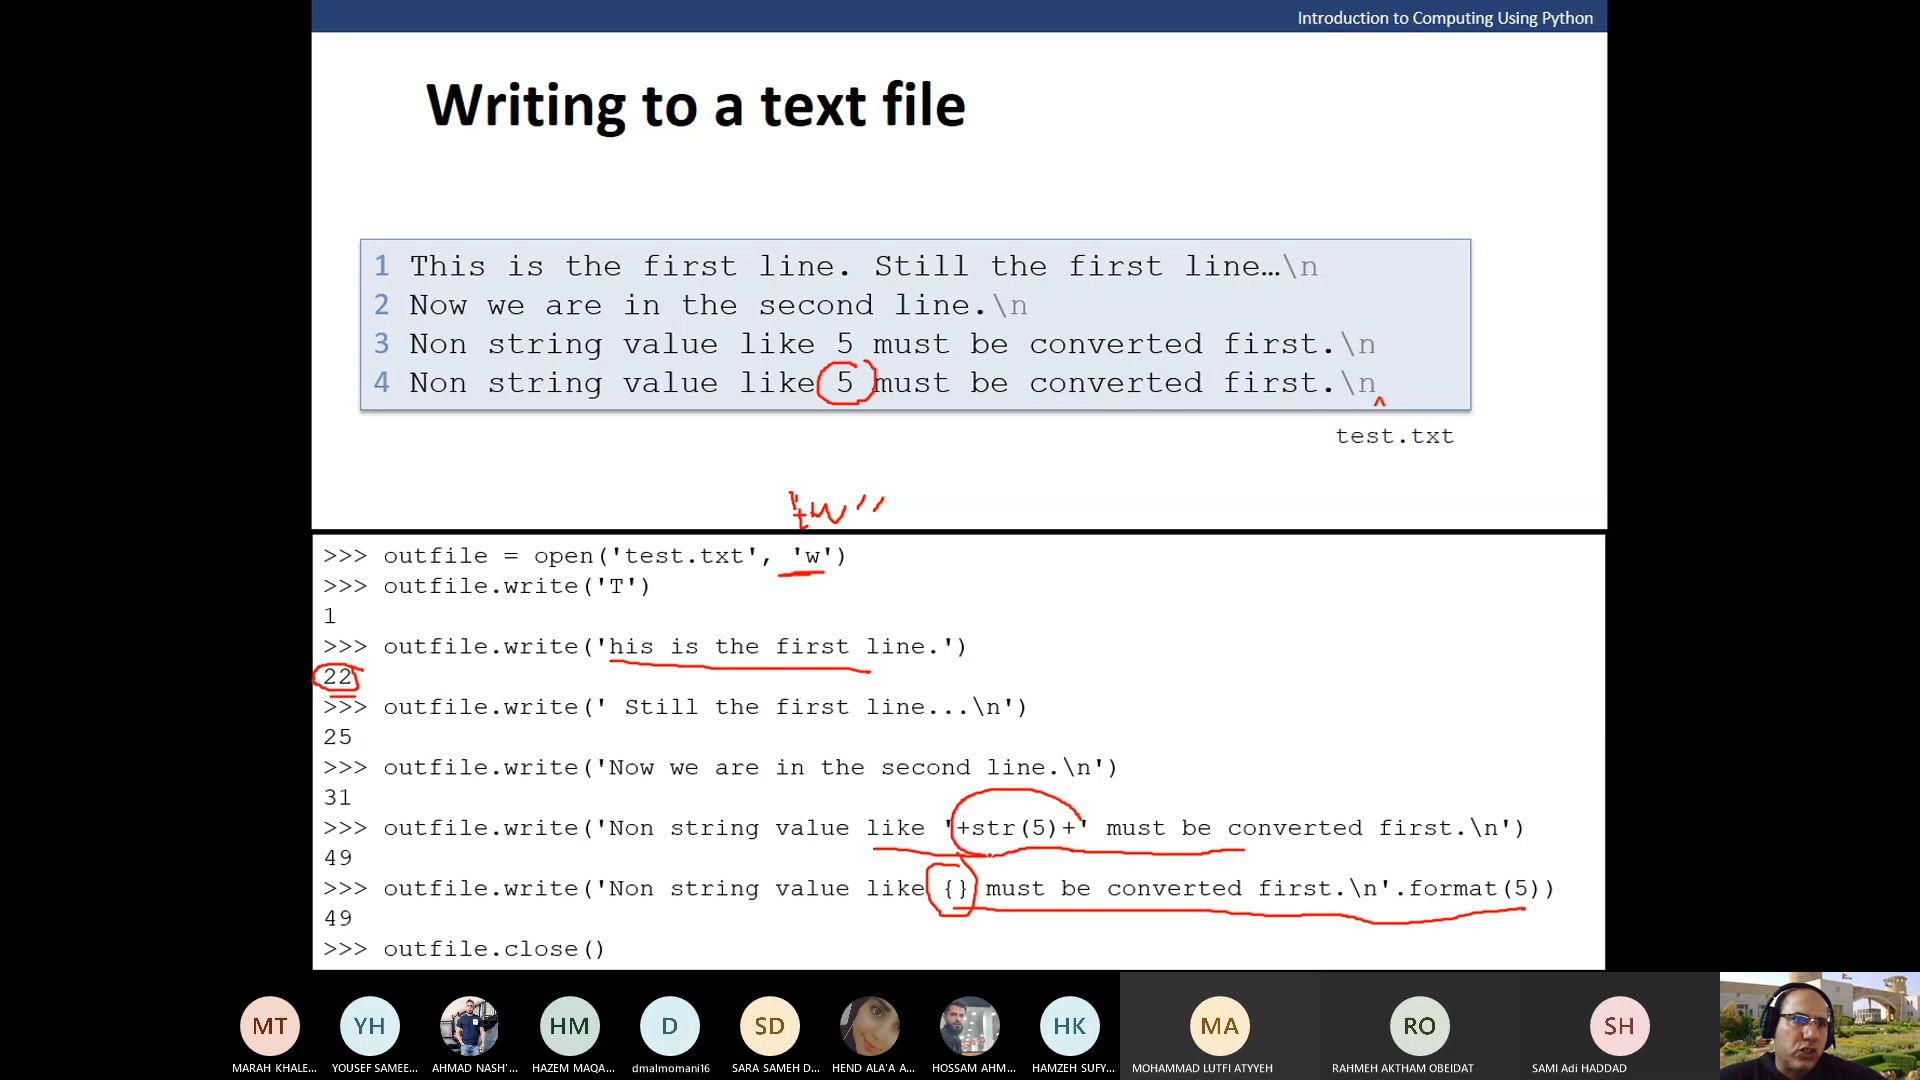 Introduction to Computing Using Python
Writing to a text file
1 This is the first line. Still the first line…\n
2 Now we are in the second line.\n
3 Non string value like 5 must be converted first.\n
4 Non string value like 5 must be converted first.\n
^
test.txt
>>> outfile = open('test.txt', 'w')
>>> outfile.write('T')
1
>>> outfile.write('his is the first line.')
22
>>> outfile.write(' Still the first line...\n')
25
>>> outfile.write('Now we are in the second line.\n')
31
>>> outfile.write('Non string value like '+str(5)+' must be converted first.\n')
49
>>> outfile.write('Non string value like {} must be converted first.\n'.format(5))
49
>>> outfile.close()
MT YH HM D SD HK MA RO SH
MARAH KHALE... YOUSEF SAMEE... AHMAD NASH'... HAZEM MAQA... dmalmomani16 SARA SAMEH D... HEND ALA'A A... HOSSAM AHM... HAMZEH SUFY... MOHAMMAD LUTFI ATYYEH RAHMEH AKTHAM OBEIDAT SAMI Adi HADDAD